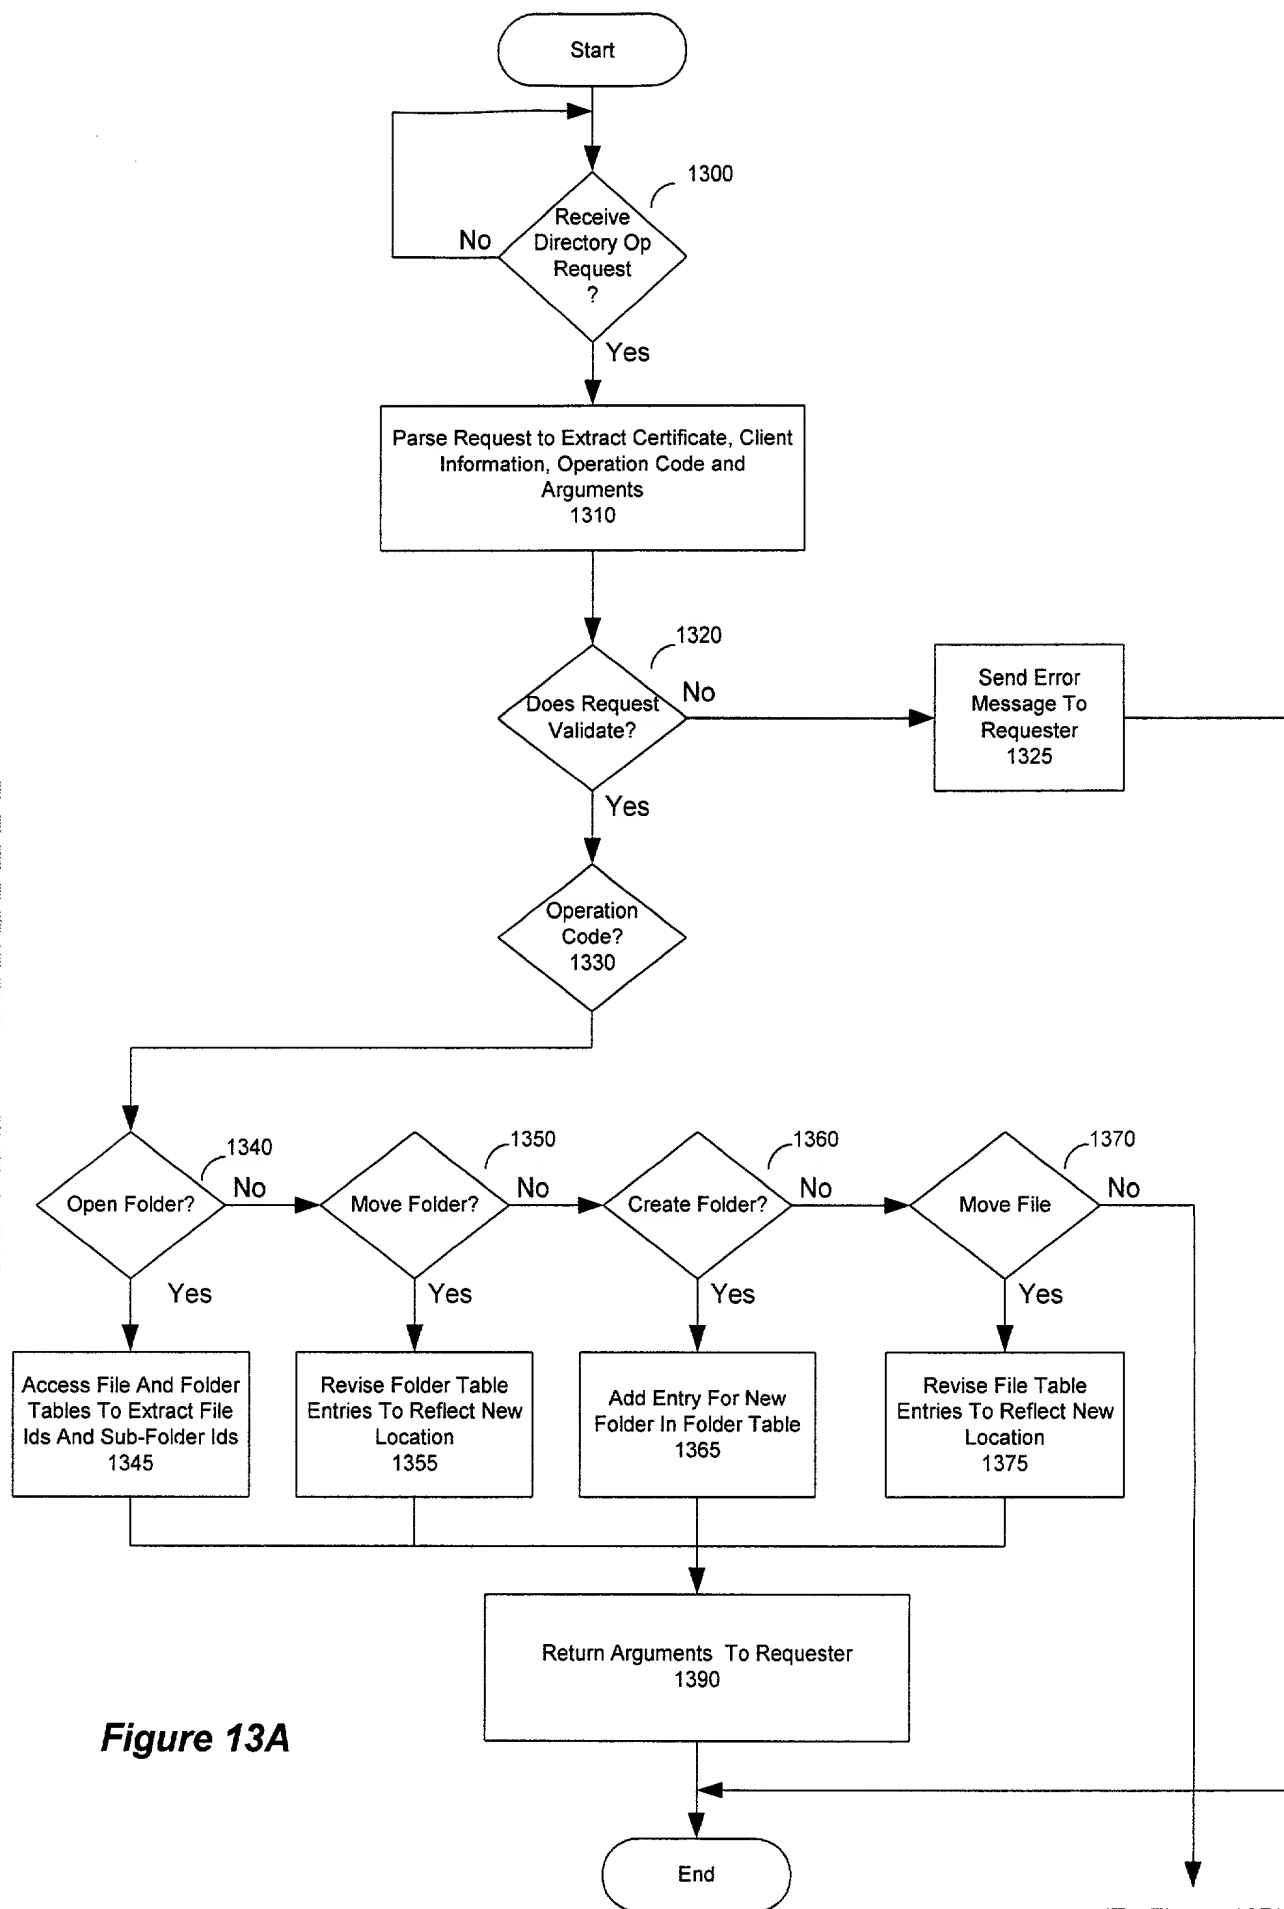 Start
1300
Receive
Directory Op
Request
?
No
Yes
Parse Request to Extract Certificate, Client
Information, Operation Code and
Arguments
1310
1320
Does Request
Validate?
No
Yes
Send Error
Message To
Requester
1325
Operation
Code?
1330
1340
Open Folder?
No
Yes
1350
Move Folder?
No
Yes
1360
Create Folder?
No
Yes
1370
Move File
No
Yes
Access File And Folder
Tables To Extract File
Ids And Sub-Folder Ids
1345
Revise Folder Table
Entries To Reflect New
Location
1355
Add Entry For New
Folder In Folder Table
1365
Revise File Table
Entries To Reflect New
Location
1375
Return Arguments To Requester
1390
Figure 13A
End